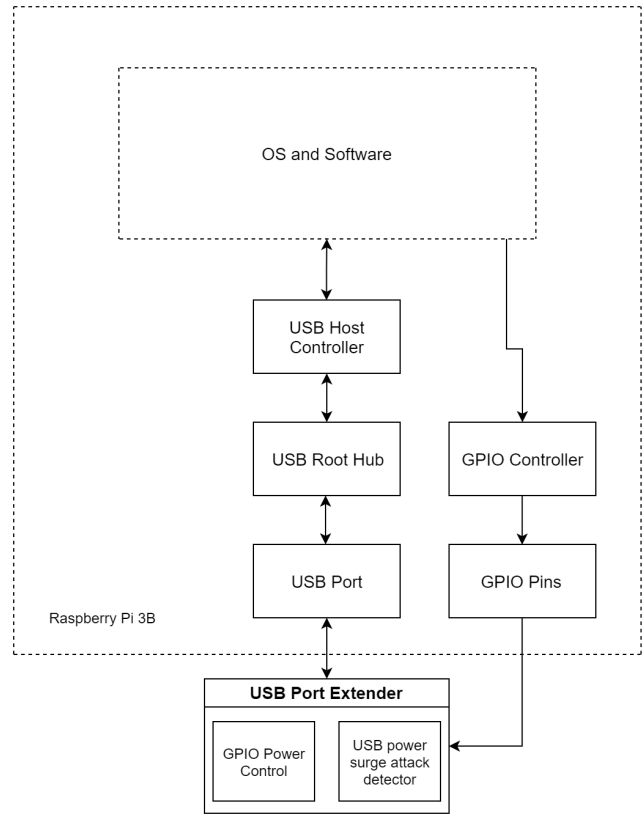 OS and Software
USB Host
Controller
USB Root Hub
GPIO Controller
USB Port
GPIO Pins
Raspberry Pi 3B
USB Port Extender
GPIO Power
Control
USB power
surge attack
detector